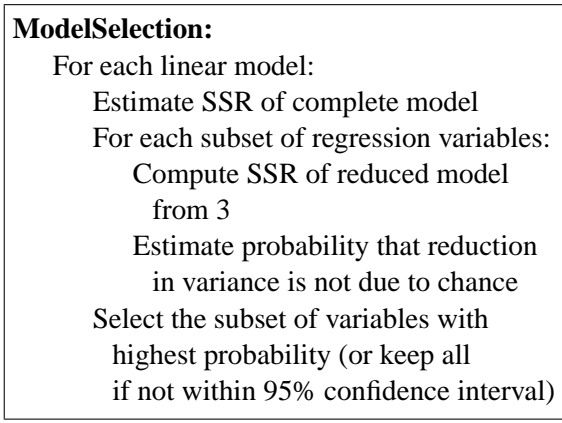 ModelSelection:
For each linear model:
Estimate SSR of complete model
For each subset of regression variables:
Compute SSR of reduced model
from 3
Estimate probability that reduction
in variance is not due to chance
Select the subset of variables with
highest probability (or keep all
if not within 95% confidence interval)